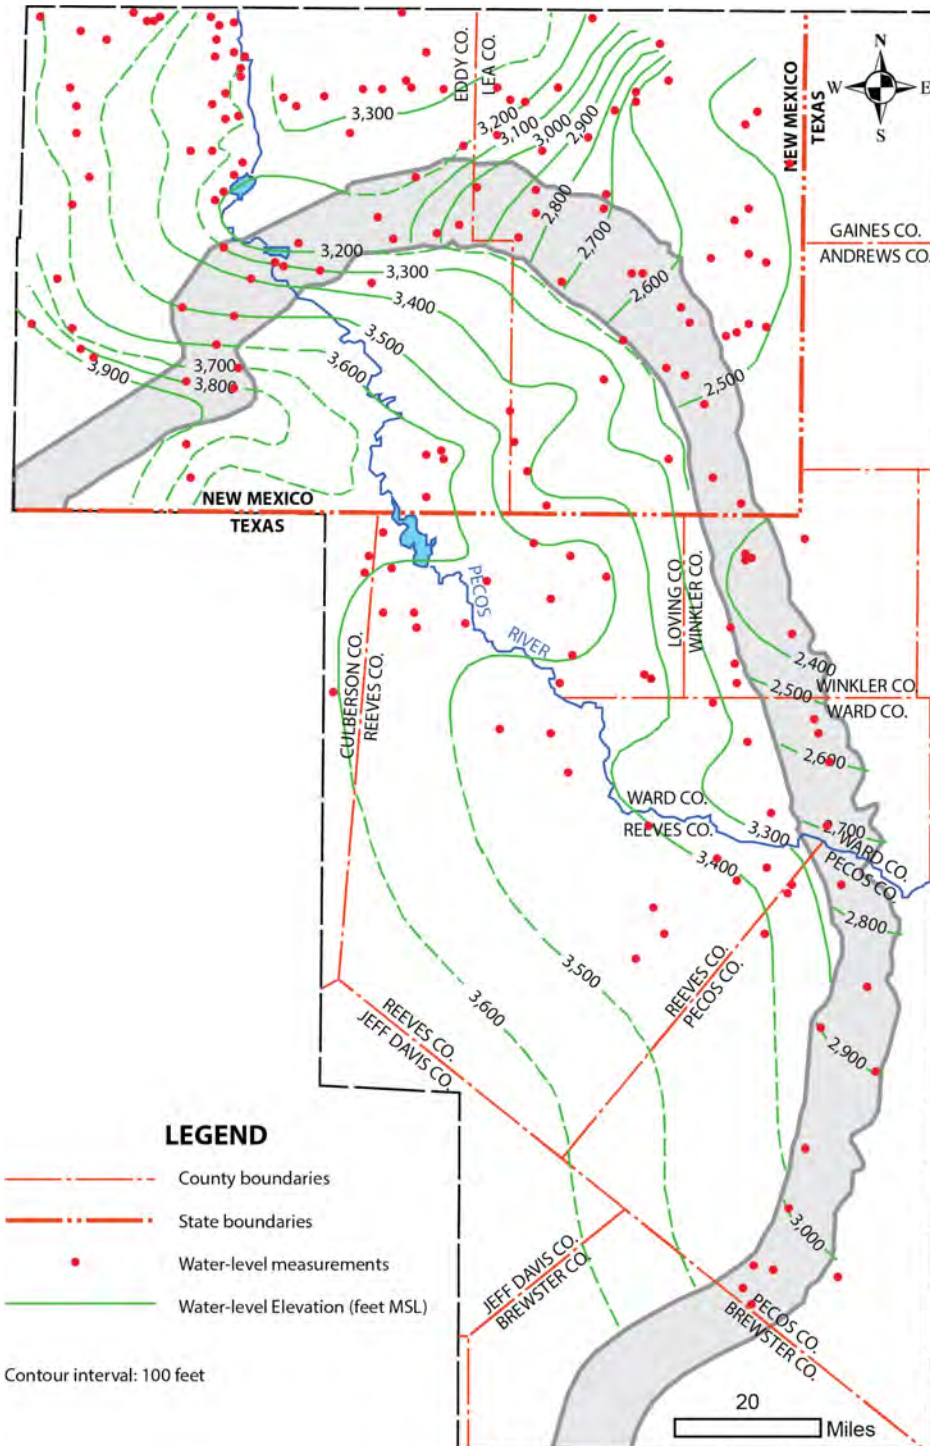 N
W E
S
EDDY CO.
LEA CO.
NEW MEXICO
TEXAS
3,300
3,200
3,100
3,000
2,900
2,800
2,700
2,600
2,500
GAINES CO.
ANDREWS CO.
3,200
3,300
3,400
3,500
3,600
3,700
3,800
3,900
NEW MEXICO
TEXAS
PECOS
RIVER
LOVING CO.
WINKLER CO.
CULBERSON CO.
REEVES CO.
2,400
2,500
WINKLER CO.
WARD CO.
2,600
2,700
WARD CO.
REEVES CO.
3,300
3,400
WARD CO.
PECOS CO.
2,800
3,500
3,600
REEVES CO.
PECOS CO.
2,900
REEVES CO.
JEFF DAVIS CO.
3,000
JEFF DAVIS CO.
BREWSTER CO.
PECOS CO.
BREWSTER CO.
LEGEND
County boundaries
State boundaries
Water-level measurements
Water-level Elevation (feet MSL)
Contour interval: 100 feet
20
Miles